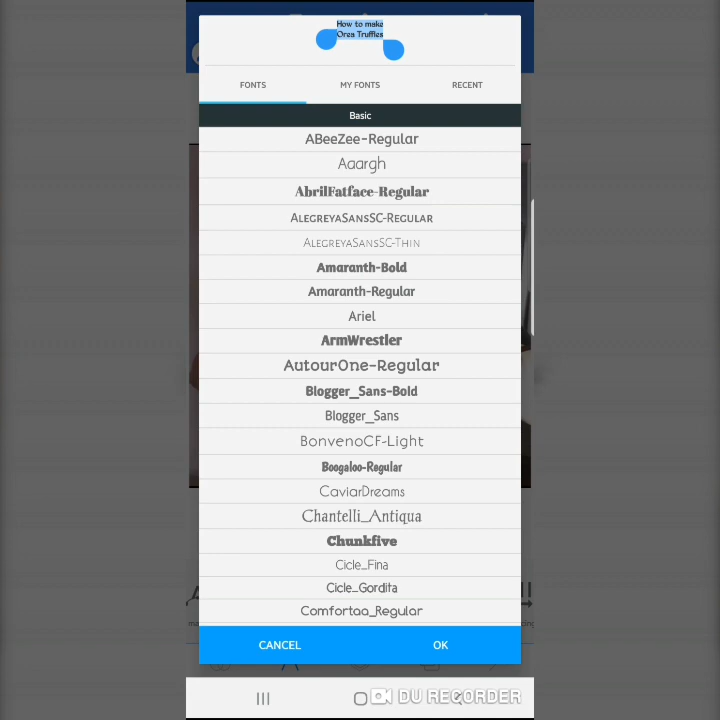 How to make
Orea Truffles
FONTS
MY FONTS
RECENT
Basic
ABeeZee-Regular
Aaargh
AbrilFatface-Regular
AlegreyaSansSC-Regular
AlegreyaSansSC-Thin
Amaranth-Bold
Amaranth-Regular
Ariel
ArmWrestler
AutourOne-Regular
Blogger_Sans-Bold
Blogger_Sans
BonvenoCF-Light
Boogaloo-Regular
CaviarDreams
Chantelli_Antiqua
Chunkfive
Cicle_Fina
Cicle_Gordita
Comfortaa_Regular
CANCEL
OK
DU RECORDER